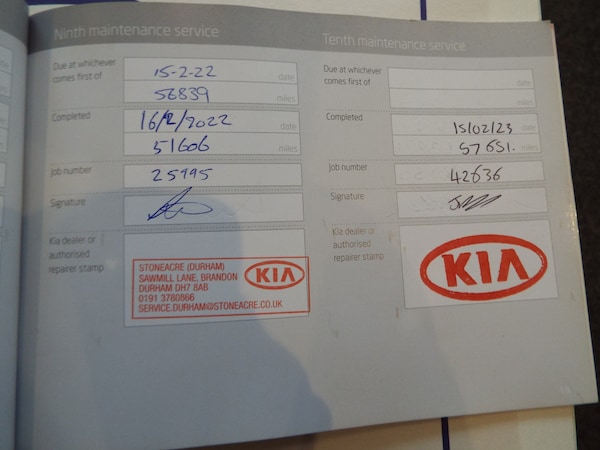 Ninth maintenance service
Due at whichever comes first of
15-2-22 date
56839 miles
Completed
16/2/2022 date
51606 miles
Job number
25995
Signature
Kia dealer or authorised repairer stamp
STONEACRE (DURHAM)
SAWMILL LANE, BRANDON
DURHAM DH7 8AB
0191 3780866
SERVICE.DURHAM@STONEACRE.CO.UK
KIA
Tenth maintenance service
Due at whichever comes first of
date
miles
Completed
15/02/23 date
57651. miles
Job number
42636
Signature
Kia dealer or authorised repairer stamp
KIA